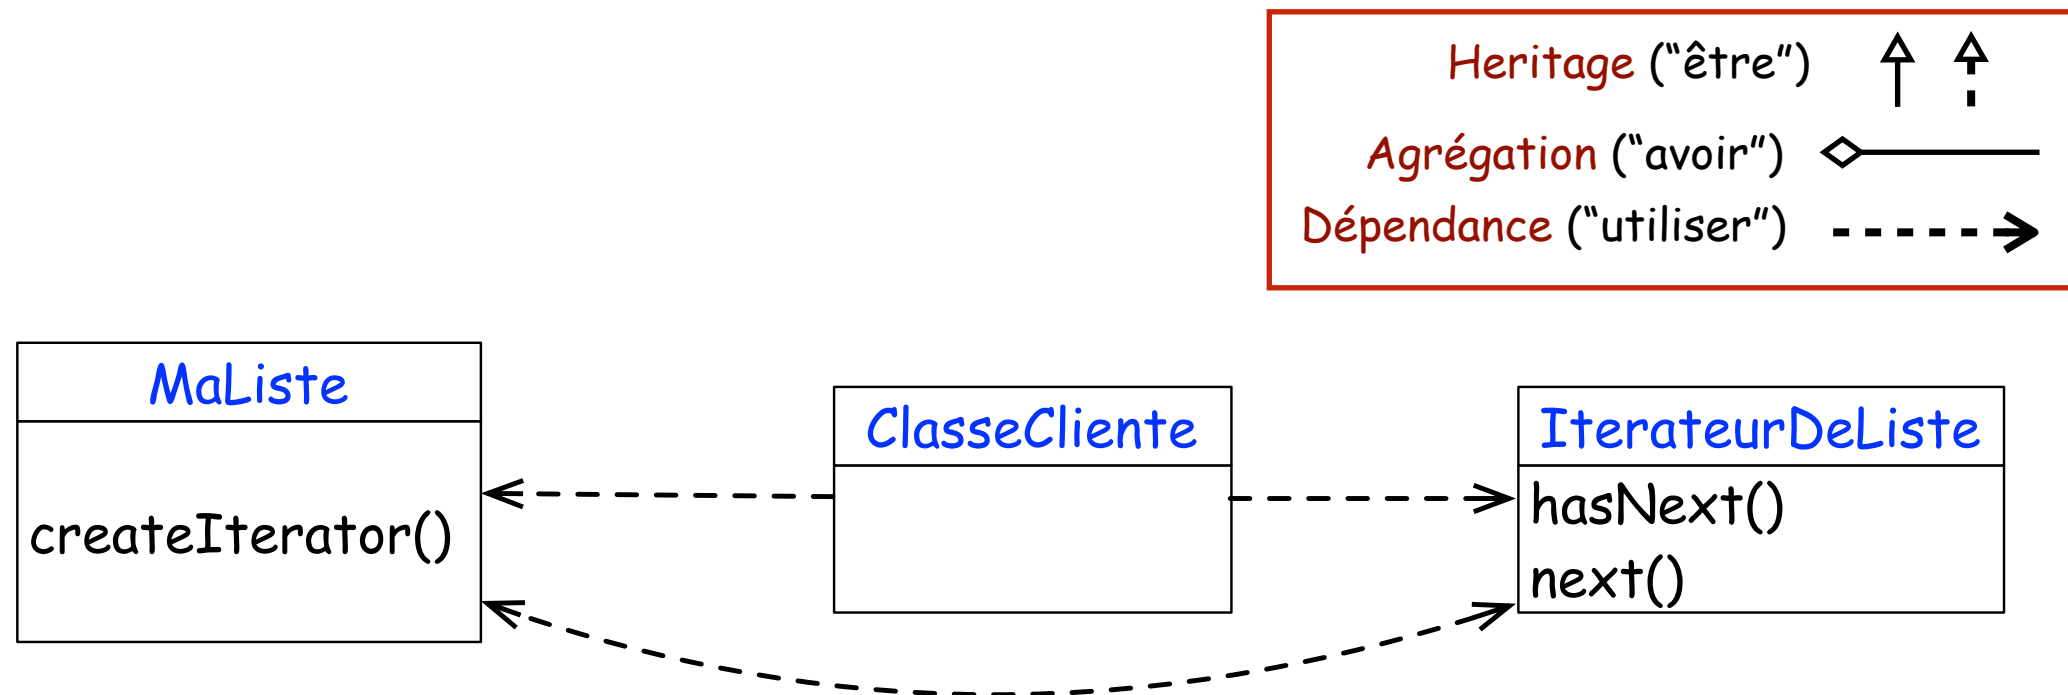 Heritage (“être”)
Agrégation (“avoir”)
Dépendance (“utiliser”)
MaListe
createIterator()
ClasseCliente
IterateurDeListe
hasNext()
next()